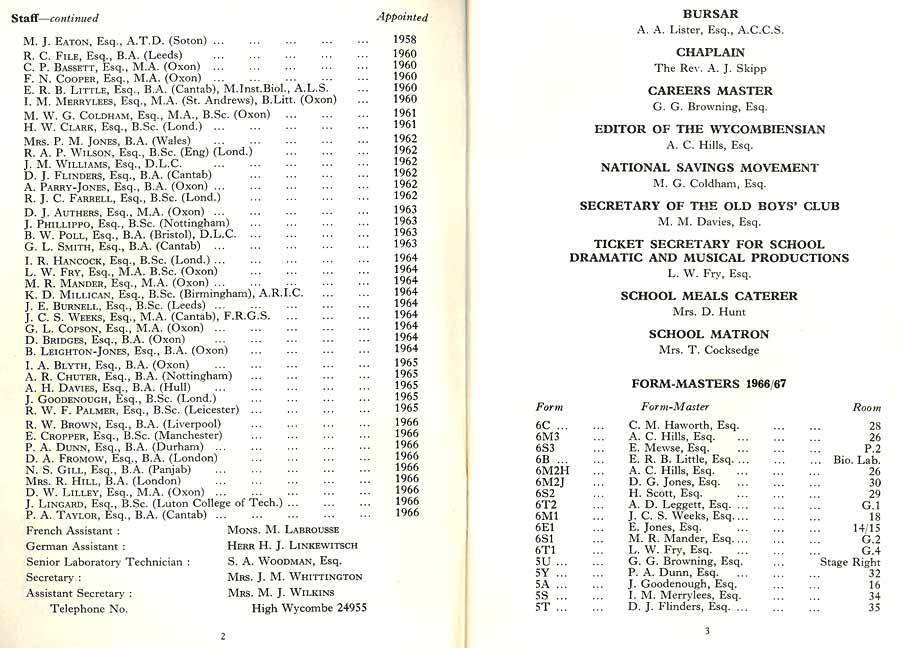 Staff—continued Appointed
M. J. EATON, Esq., A.T.D. (Soton) ... ... ... ... 1958
R. C. FILE, Esq., B.A. (Leeds) ... ... ... ... 1960
C. P. BASSETT, Esq., M.A. (Oxon) ... ... ... ... 1960
F. N. COOPER, Esq., M.A. (Oxon) ... ... ... ... 1960
E. R. B. LITTLE, Esq., B.A. (Cantab), M.Inst.Biol., A.L.S. ... 1960
I. M. MERRYLEES, Esq., M.A. (St. Andrews), B.Litt. (Oxon) ... 1960
M. W. G. COLDHAM, Esq., M.A., B.Sc. (Oxon) ... ... ... 1961
H. W. CLARK, Esq., B.Sc. (Lond.) ... ... ... ... 1961
MRS. P. M. JONES, B.A. (Wales) ... ... ... ... 1962
R. A. P. WILSON, Esq., B.Sc. (Eng) (Lond.) ... ... ... 1962
J. M. WILLIAMS, Esq., D.L.C. ... ... ... ... 1962
D. J. FLINDERS, Esq., B.A. (Cantab) ... ... ... 1962
A. PARRY-JONES, Esq., B.A. (Oxon) ... ... ... ... 1962
R. J. C. FARRELL, Esq., B.Sc. (Lond.) ... ... ... 1962
D. J. AUTHERS, Esq., M.A. (Oxon) ... ... ... ... 1963
J. PHILLIPPO, Esq., B.Sc. (Nottingham) ... ... ... 1963
B. W. POLL, Esq., B.A. (Bristol), D.L.C. ... ... ... 1963
G. L. SMITH, Esq., B.A. (Cantab) ... ... ... ... 1963
I. R. HANCOCK, Esq., B.Sc. (Lond.) ... ... ... ... 1964
L. W. FRY, Esq., M.A. B.Sc. (Oxon) ... ... ... 1964
M. R. MANDER, Esq., M.A. (Oxon) ... ... ... ... 1964
K. D. MILLICAN, Esq., B.Sc. (Birmingham), A.R.I.C. ... ... 1964
J. E. BURNELL, Esq., B.Sc. (Leeds) ... ... ... ... 1964
J. C. S. WEEKS, Esq., M.A. (Cantab), F.R.G.S. ... ... ... 1964
G. L. COPSON, Esq., M.A. (Oxon) ... ... ... ... 1964
D. BRIDGES, Esq., B.A. (Oxon) ... ... ... ... 1964
B. LEIGHTON-JONES, Esq., B.A. (Oxon) ... ... ... 1964
I. A. BLYTH, Esq., B.A. (Oxon) ... ... ... ... 1965
A. R. CHUTER, Esq., B.A. (Nottingham) ... ... ... 1965
A. H. DAVIES, Esq., B.A. (Hull) ... ... ... ... 1965
J. GOODENOUGH, Esq., B.Sc. (Lond.) ... ... ... 1965
R. W. F. PALMER, Esq., B.Sc. (Leicester) ... ... ... 1965
R. W. BROWN, Esq., B.A. (Liverpool) ... ... ... 1966
E. CROPPER, Esq., B.Sc. (Manchester) ... ... ... 1966
P. A. DUNN, Esq., B.A. (Durham) ... ... ... ... 1966
D. A. FROMOW, Esq., B.A. (London) ... ... ... 1966
N. S. GILL, Esq., B.A. (Panjab) ... ... ... ... 1966
MRS. R. HILL, B.A. (London) ... ... ... ... 1966
D. W. LILLEY, Esq., M.A. (Oxon) ... ... ... ... 1966
J. LINGARD, Esq., B.Sc. (Luton College of Tech.) ... ... ... 1966
P. A. TAYLOR, Esq., B.A. (Cantab) ... ... ... ... 1966
French Assistant : MONS. M. LABROUSSE
German Assistant : HERR H. J. LINKEWITSCH
Senior Laboratory Technician : S. A. WOODMAN, Esq.
Secretary : MRS. J. M. WHITTINGTON
Assistant Secretary : MRS. M. J. WILKINS
Telephone No. High Wycombe 24955
2
BURSAR
A. A. Lister, Esq., A.C.C.S.
CHAPLAIN
The Rev. A. J. Skipp
CAREERS MASTER
G. G. Browning, Esq.
EDITOR OF THE WYCOMBIENSIAN
A. C. Hills, Esq.
NATIONAL SAVINGS MOVEMENT
M. G. Coldham, Esq.
SECRETARY OF THE OLD BOYS' CLUB
M. M. Davies, Esq.
TICKET SECRETARY FOR SCHOOL
DRAMATIC AND MUSICAL PRODUCTIONS
L. W. Fry, Esq.
SCHOOL MEALS CATERER
Mrs. D. Hunt
SCHOOL MATRON
Mrs. T. Cocksedge
FORM-MASTERS 1966/67
Form Form-Master Room
6C ... ... C. M. Haworth, Esq. ... ... 28
6M3 ... A. C. Hills, Esq. ... ... ... 26
6S3 ... E. Mewse, Esq. ... ... ... P.2
6B ... ... E. R. B. Little, Esq. ... ... Bio. Lab.
6M2H ... A. C. Hills, Esq. ... ... ... 26
6M2J ... D. G. Jones, Esq. ... ... ... 30
6S2 ... H. Scott, Esq. ... ... ... 29
6T2 ... A. D. Leggett, Esq. ... ... ... G.1
6M1 ... J. C. S. Weeks, Esq. ... ... ... 18
6E1 ... E. Jones, Esq. ... ... ... 14/15
6S1 ... M. R. Mander, Esq. ... ... ... G.2
6T1 ... L. W. Fry, Esq. ... ... ... G.4
5U ... ... G. G. Browning, Esq. ... Stage Right
5Y ... ... P. A. Dunn, Esq. ... ... ... 32
5A ... ... J. Goodenough, Esq. ... ... 16
5S ... ... I. M. Merrylees, Esq. ... ... 34
5T ... ... D. J. Flinders, Esq. ... ... ... 35
3